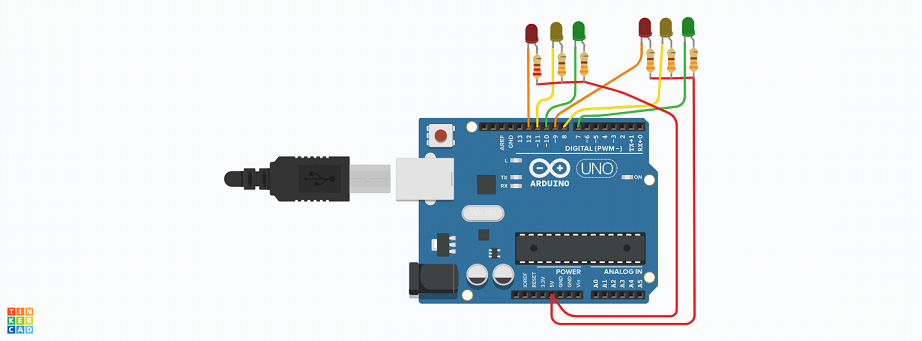 AREF
GND
13
12
~11
~10
~9
8
7
~6
~5
4
~3
2
TX→1
RX←0
DIGITAL (PWM~)
L
TX
RX
ARDUINO
UNO
ON
POWER
ANALOG IN
IOREF
RESET
3.3V
5V
GND
GND
Vin
A0
A1
A2
A3
A4
A5
TIN
KER
CAD